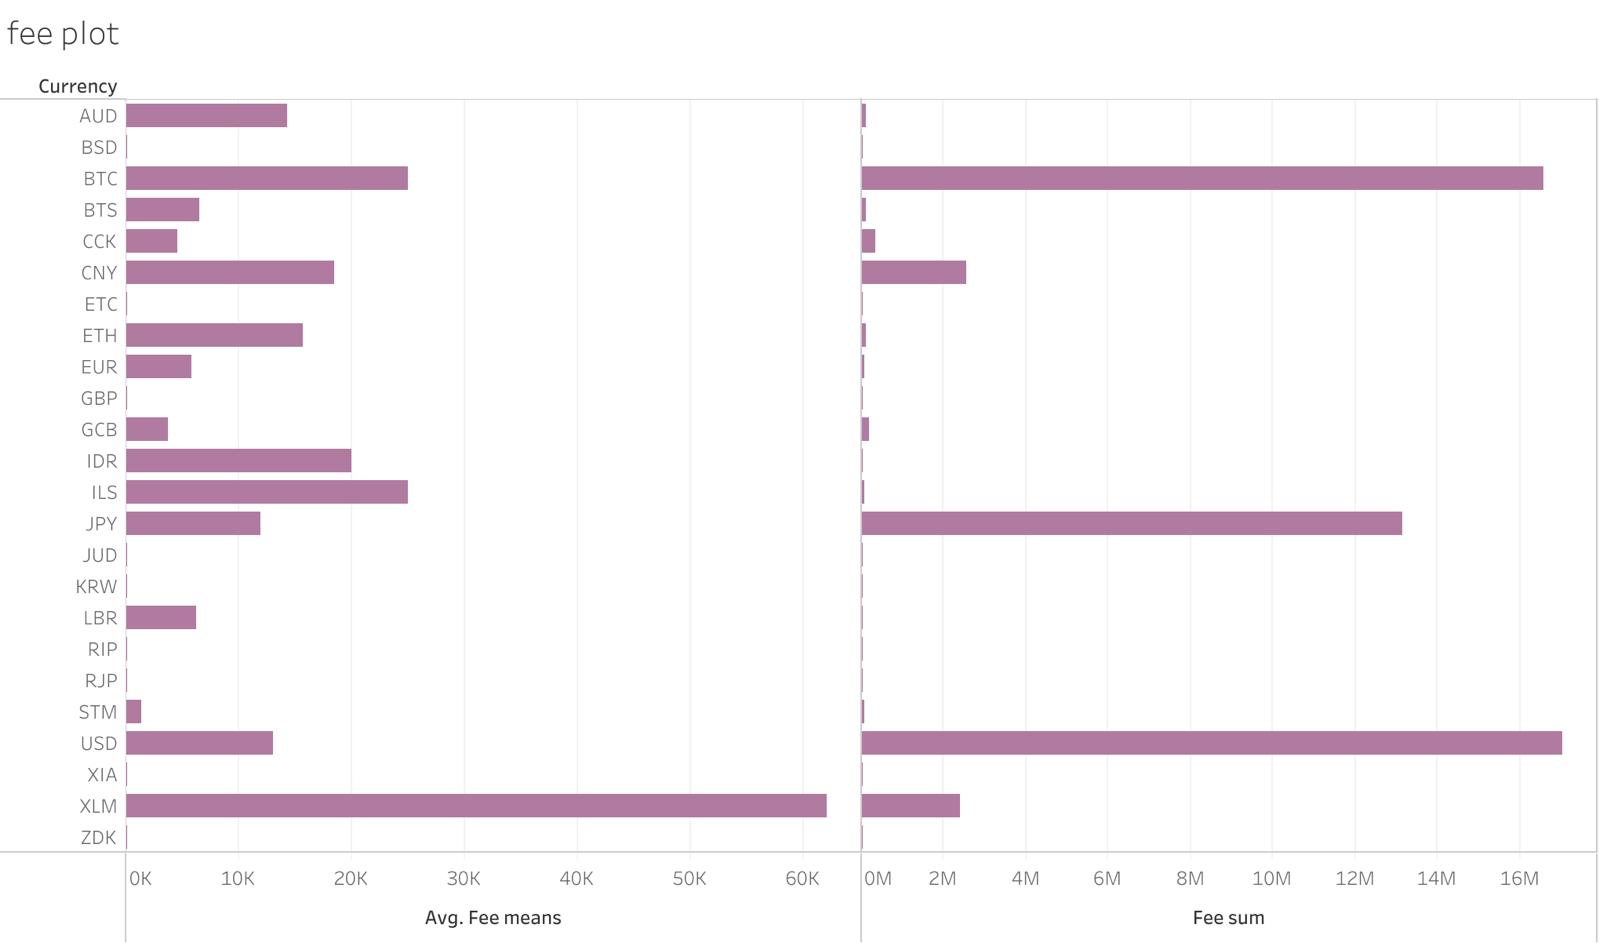 fee plot
Currency
AUD
BSD
BTC
BTS
CCK
CNY
ETC
ETH
EUR
GBP
GCB
IDR
ILS
JPY
JUD
KRW
LBR
RIP
RJP
STM
USD
XIA
XLM
ZDK
0K 10K 20K 30K 40K 50K 60K 0M 2M 4M 6M 8M 10M 12M 14M 16M
Avg. Fee means Fee sum